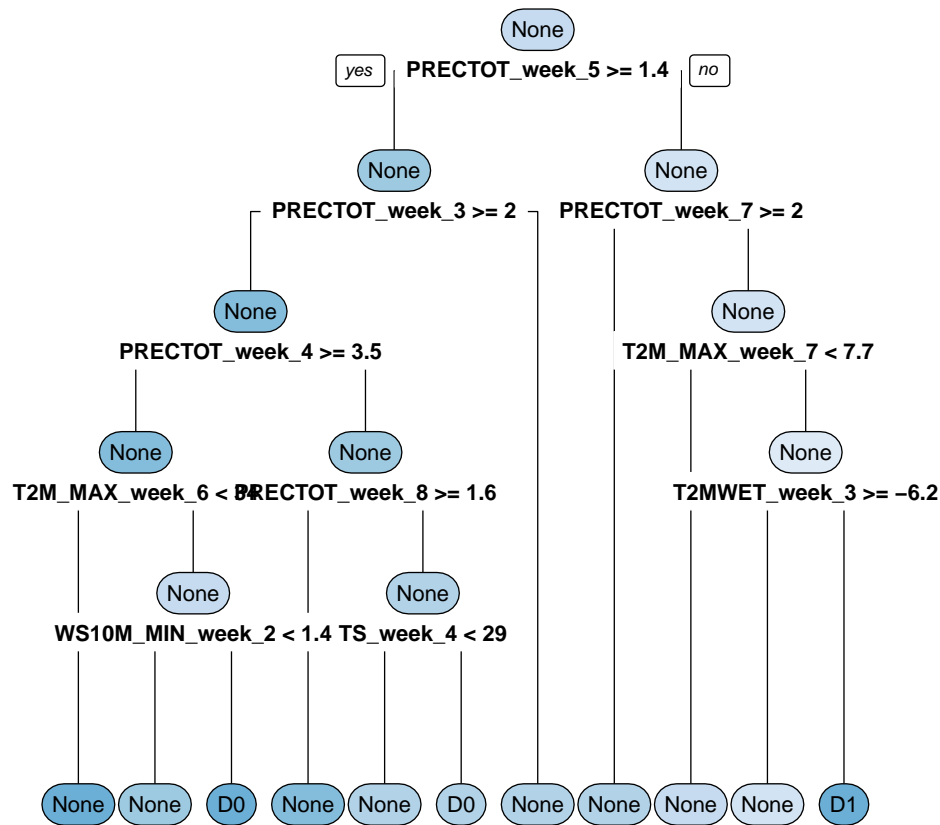 None
yes PRECTOT_week_5 >= 1.4 no
None None
PRECTOT_week_3 >= 2 PRECTOT_week_7 >= 2
None None
PRECTOT_week_4 >= 3.5 T2M_MAX_week_7 < 7.7
None None None
T2M_MAX_week_6 < 34 PRECTOT_week_8 >= 1.6 T2MWET_week_3 >= −6.2
None None
WS10M_MIN_week_2 < 1.4 TS_week_4 < 29
None None D0 None None D0 None None None None D1